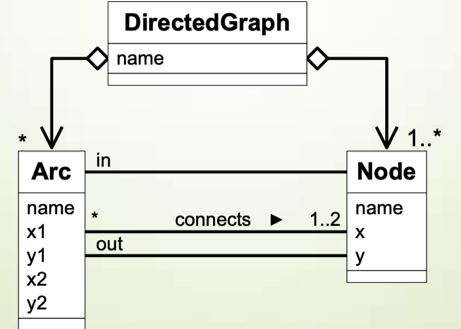 DirectedGraph
name
*
1..*
Arc
in
Node
name
x1
y1
x2
y2
*
connects ►
1..2
out
name
x
y